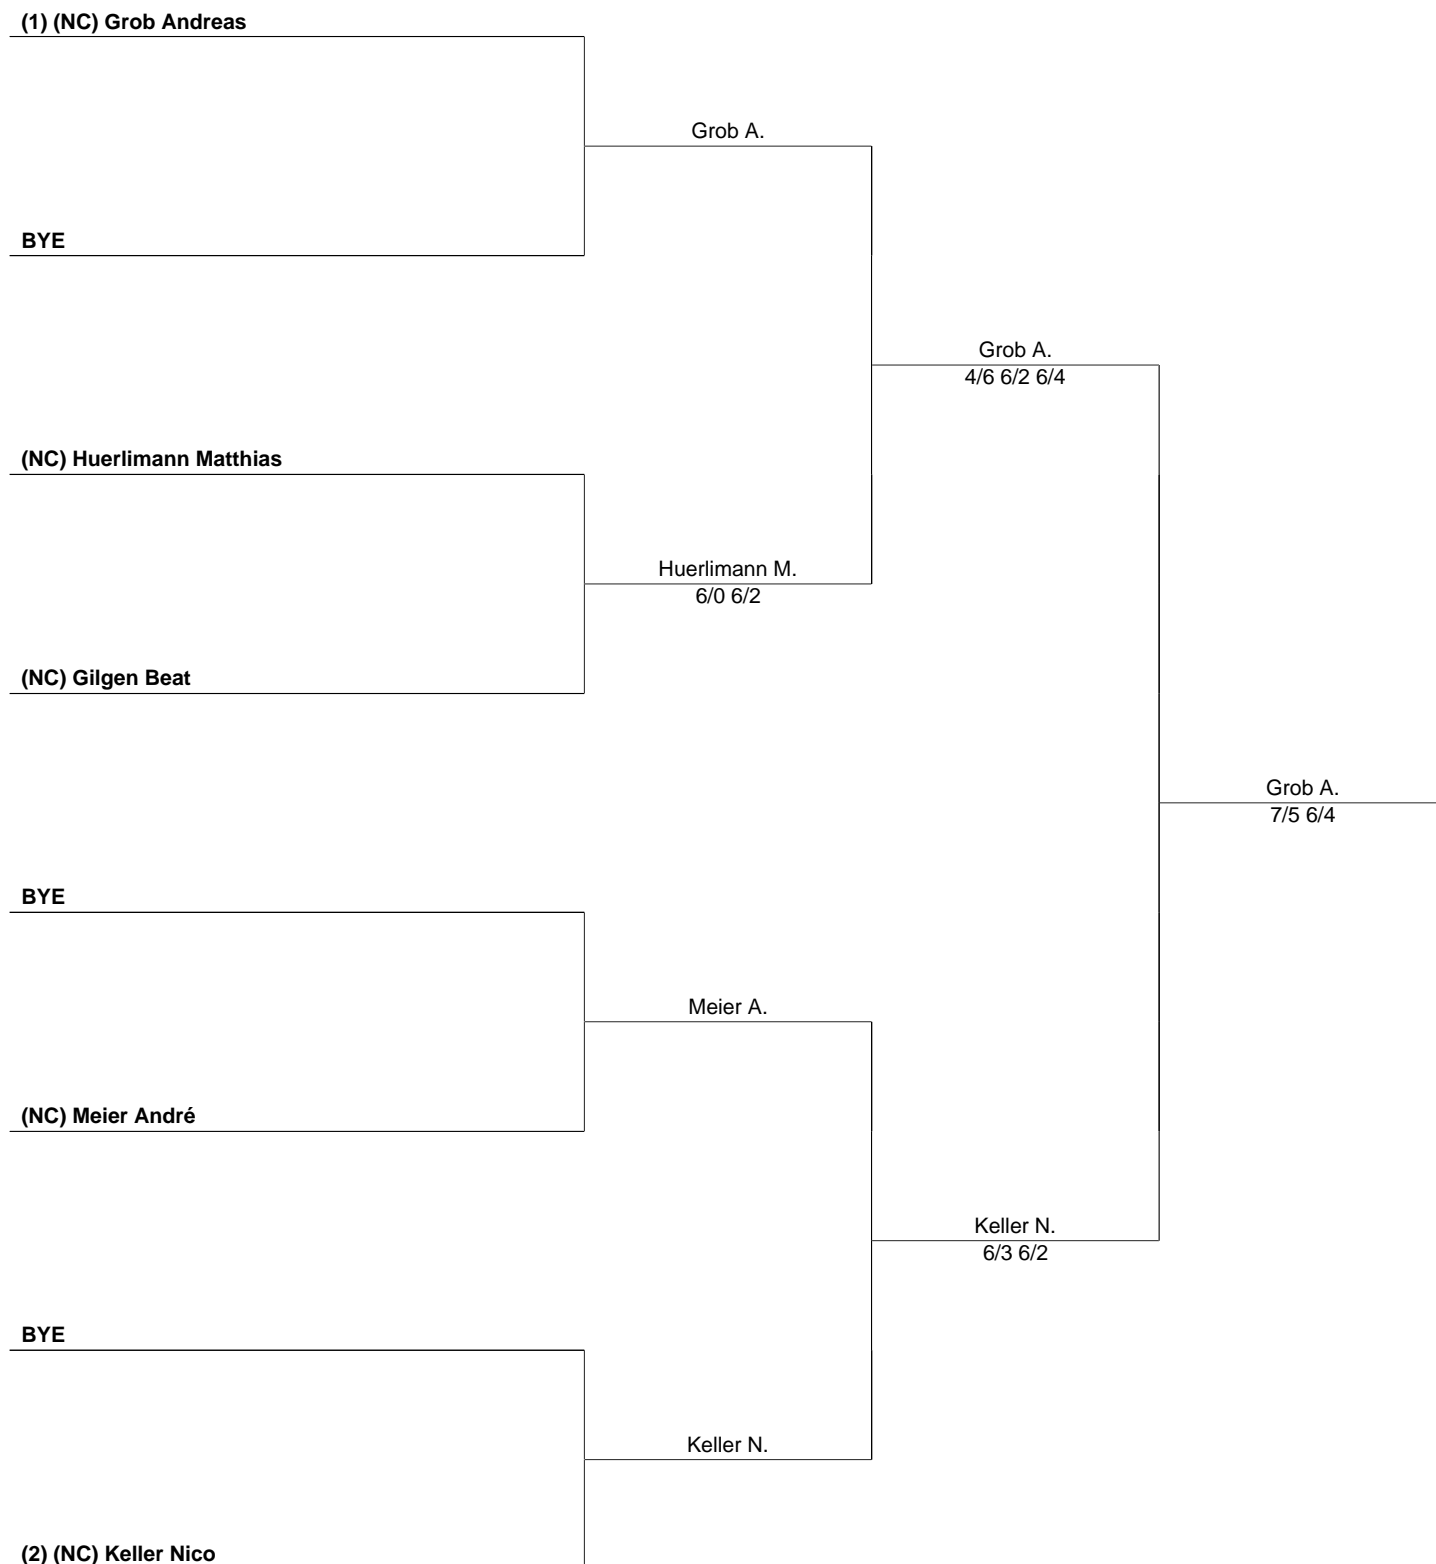 (1) (NC) Grob Andreas
Grob A.
BYE
Grob A.
4/6 6/2 6/4
(NC) Huerlimann Matthias
Huerlimann M.
6/0 6/2
(NC) Gilgen Beat
Grob A.
7/5 6/4
BYE
Meier A.
(NC) Meier André
Keller N.
6/3 6/2
BYE
Keller N.
(2) (NC) Keller Nico